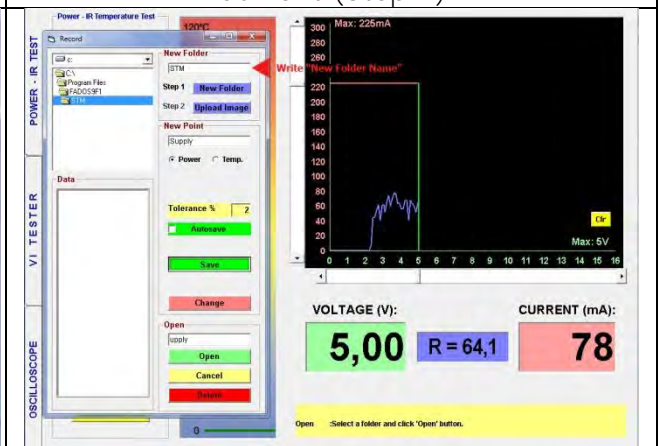 Power - IR Temperature Test
120°C
POWER - IR TEST
VI TESTER
OSCILLOSCOPE
Record
c:
C:\
Program Files
FADOS9F1
STM
Data
New Folder
STM
Step 1 New Folder
Step 2 Upload Image
New Point
Supply
Power Temp.
Tolerance % 2
Autosave
Save
Change
Open
upply
Open
Cancel
Delete
0
Write "New Folder Name"
Max: 225mA
300
280
260
220
200
180
160
140
120
100
80
60
40
20
0
Clr
Max: 5V
0 1 2 3 4 5 6 7 8 9 10 11 12 13 14 15 16
VOLTAGE (V):
CURRENT (mA):
5,00
R = 64,1
78
Open :Select a folder and click 'Open' button.